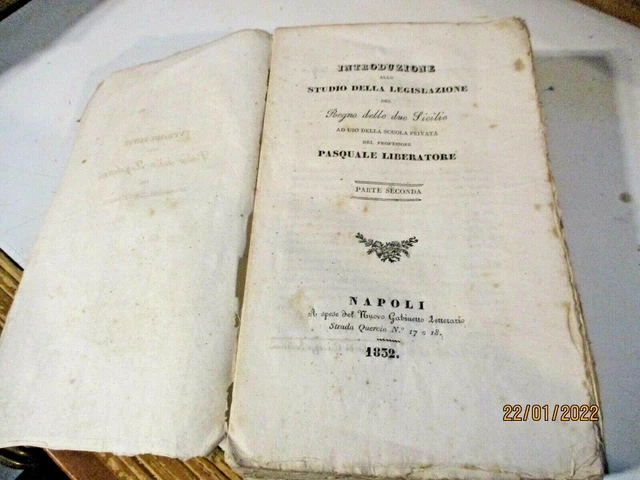 INTRODUZIONE
ALLO
STUDIO DELLA LEGISLAZIONE
DEL
Regno delle due Sicilie
AD USO DELLA SCUOLA PRIVATA
DEL PROFESSORE
PASQUALE LIBERATORE
PARTE SECONDA
NAPOLI
A spese del Nuovo Gabinetto Letterario
Strada Quercia N.° 17 e 18.
1832.
22/01/2022